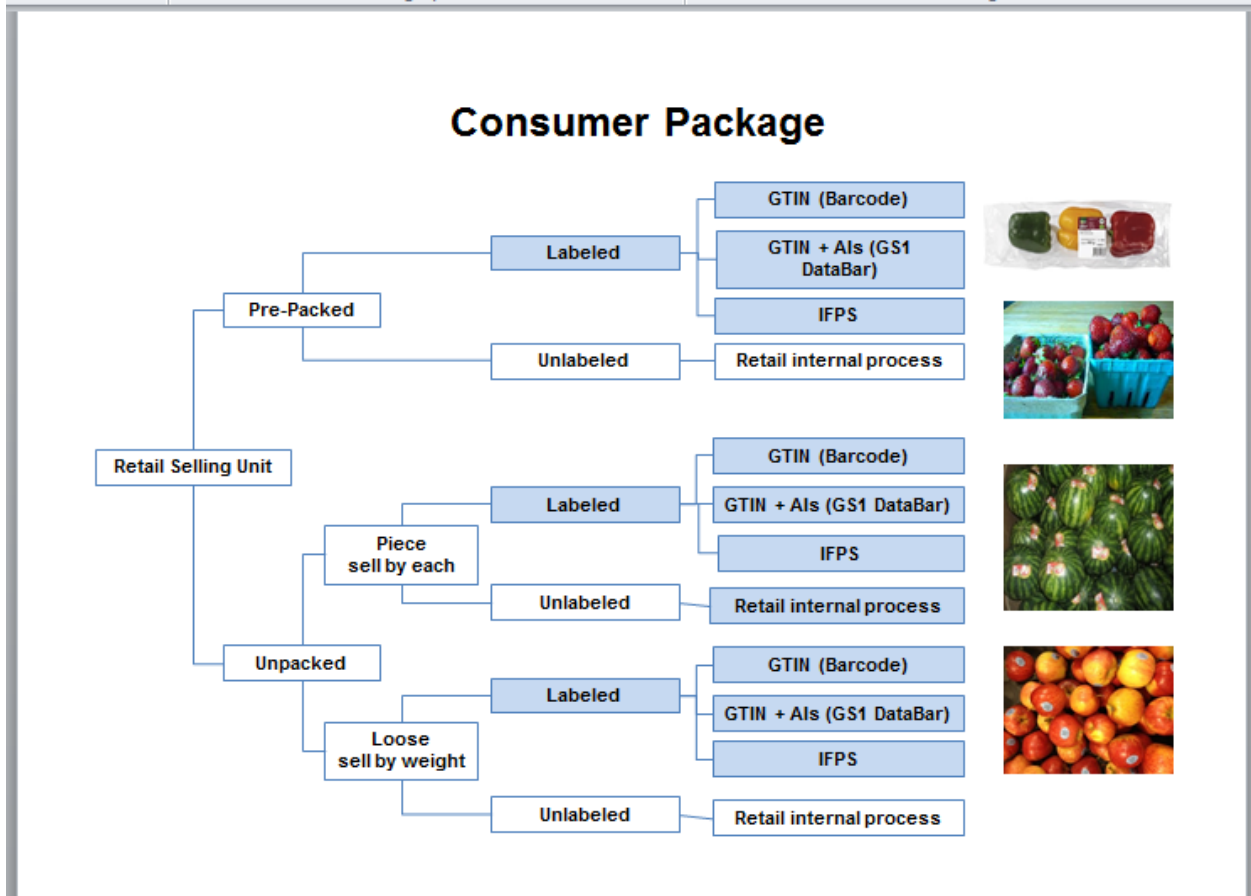 Consumer Package
GTIN (Barcode)
Labeled
GTIN + AIs (GS1
DataBar)
Pre-Packed
IFPS
Unlabeled
Retail internal process
Retail Selling Unit
GTIN (Barcode)
Labeled
GTIN + AIs (GS1 DataBar)
Piece
sell by each
IFPS
Unlabeled
Retail internal process
Unpacked
GTIN (Barcode)
Labeled
GTIN + AIs (GS1 DataBar)
Loose
sell by weight
IFPS
Unlabeled
Retail internal process